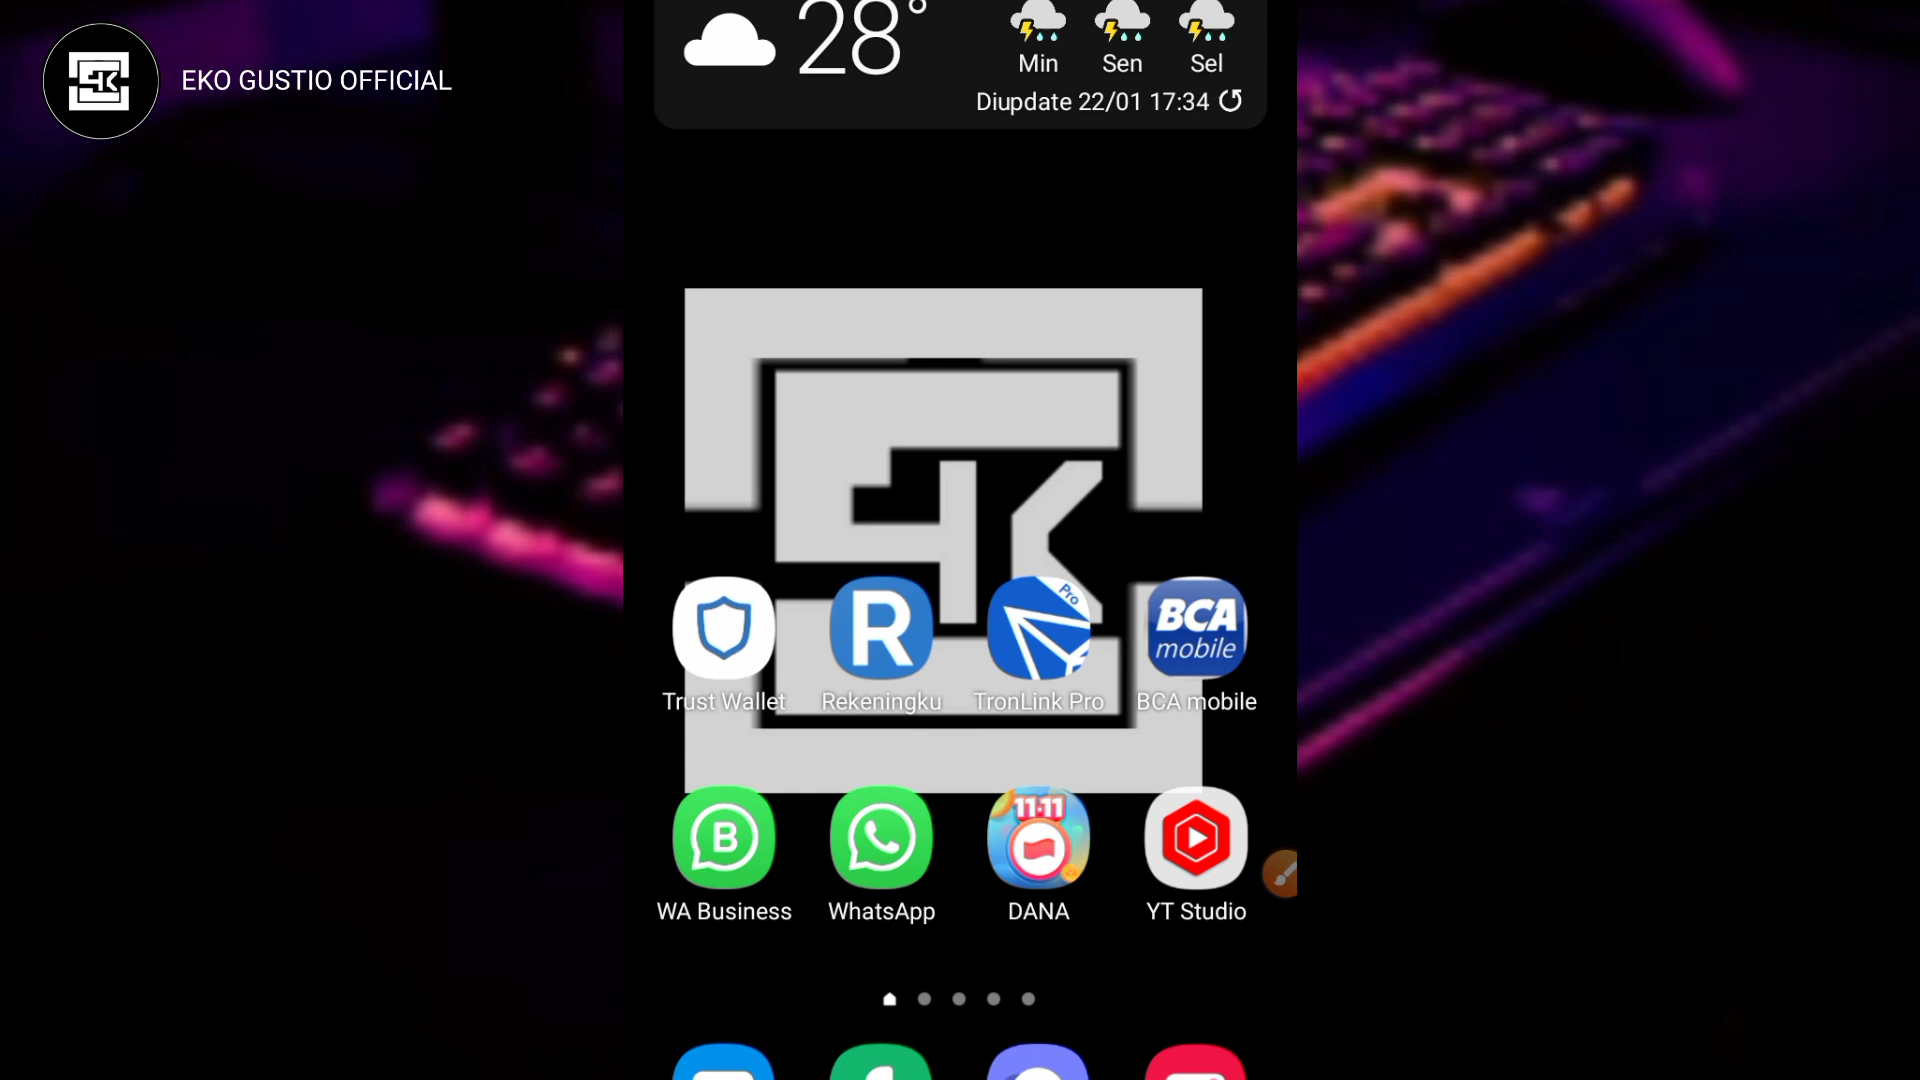 EKO GUSTIO OFFICIAL
28°
Min Sen Sel
Diupdate 22/01 17:34
Pro
R
BCA
mobile
Trust Wallet Rekeningku TronLink Pro BCA mobile
B
11.11
WA Business WhatsApp DANA YT Studio